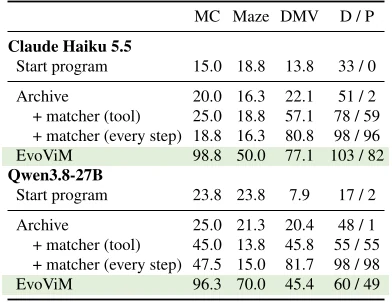 MC Maze DMV D / P
Claude Haiku 5.5
Start program 15.0 18.8 13.8 33 / 0
Archive 20.0 16.3 22.1 51 / 2
+ matcher (tool) 25.0 18.8 57.1 78 / 59
+ matcher (every step) 18.8 16.3 80.8 98 / 96
EvoViM 98.8 50.0 77.1 103 / 82
Qwen3.8-27B
Start program 23.8 23.8 7.9 17 / 2
Archive 25.0 21.3 20.4 48 / 1
+ matcher (tool) 45.0 13.8 45.8 55 / 55
+ matcher (every step) 47.5 15.0 81.7 98 / 98
EvoViM 96.3 70.0 45.4 60 / 49